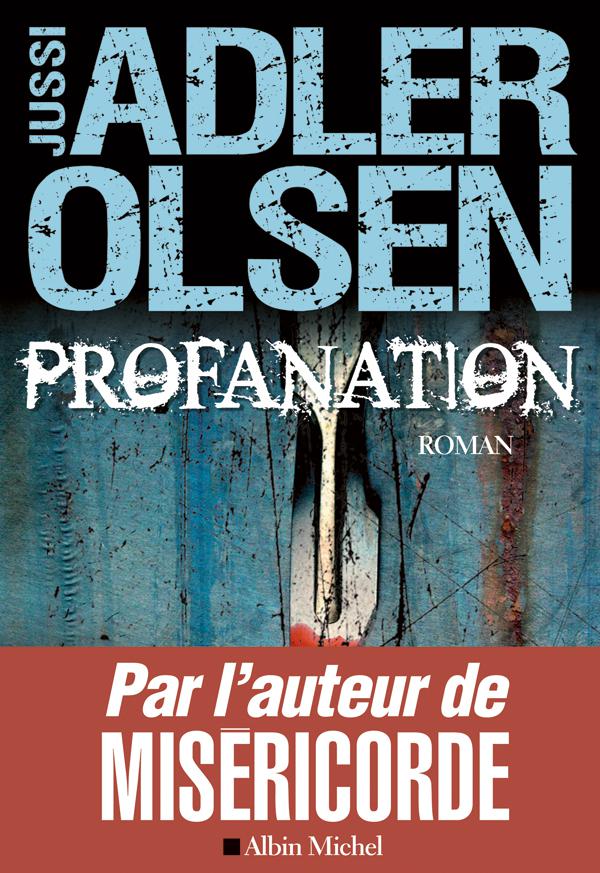 JUSSI
ADLER
OLSEN
PROFANATION
ROMAN
Par l'auteur de
MISÉRICORDE
Albin Michel